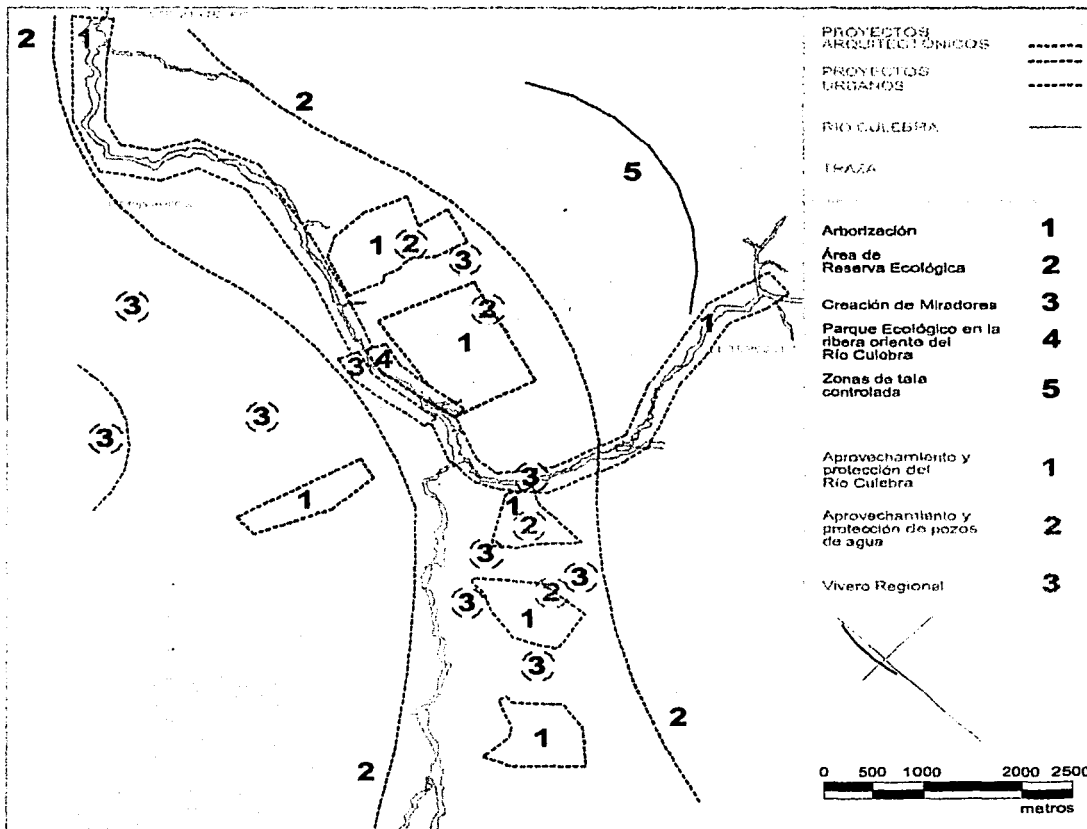 PROYECTOS
ARQUITECTÓNICOS
PROYECTOS
URBANOS
RIO CULEBRA
TRAZA
Arborización 1
Área de
Reserva Ecológica 2
Creación de Miradores 3
Parque Ecológico en la
ribera oriente del
Río Culebra 4
Zonas de tala
controlada 5
Aprovechamiento y
protección del
Río Culebra 1
Aprovechamiento y
protección de pozos
de agua 2
Vivero Regional 3
0 500 1000 2000 2500
metros
2
1
2
5
1
2
3
3
2
1
1
3
4
3
3
3
1
1
2
3
3
2
3
1
3
2
1
2